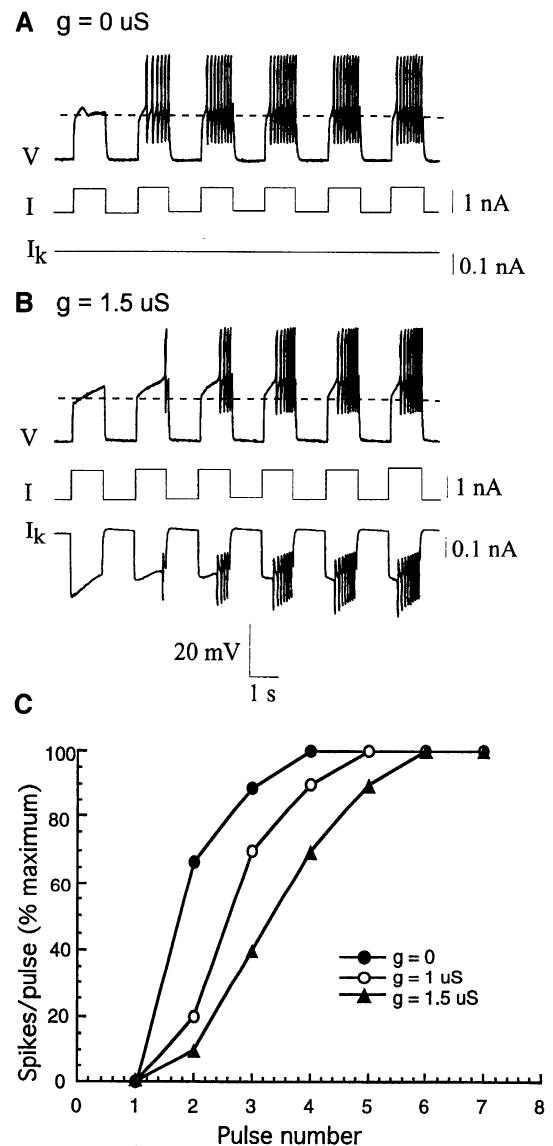 A g = 0 uS
V
I
1 nA
Ik
0.1 nA
B g = 1.5 uS
V
I
1 nA
Ik
0.1 nA
20 mV
1 s
C
100
80
60
40
20
0
Spikes/pulse (% maximum)
g = 0
g = 1 uS
g = 1.5 uS
0 1 2 3 4 5 6 7 8
Pulse number